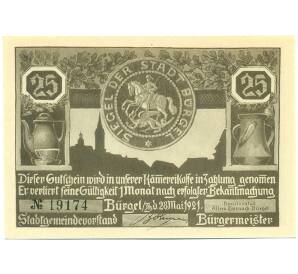 25
SIEGEL DER STADT BÜRGEL
25
Dieser Gutschein wird in unserer Kämmereikasse in Zahlung genommen
Er verliert seine Gültigkeit 1 Monat nach erfolgter Bekanntmachung
№ 19174
Bürgel i/Th, d. 28. Mai 1921
Stadtgemeindevorstand
Bürgermeister